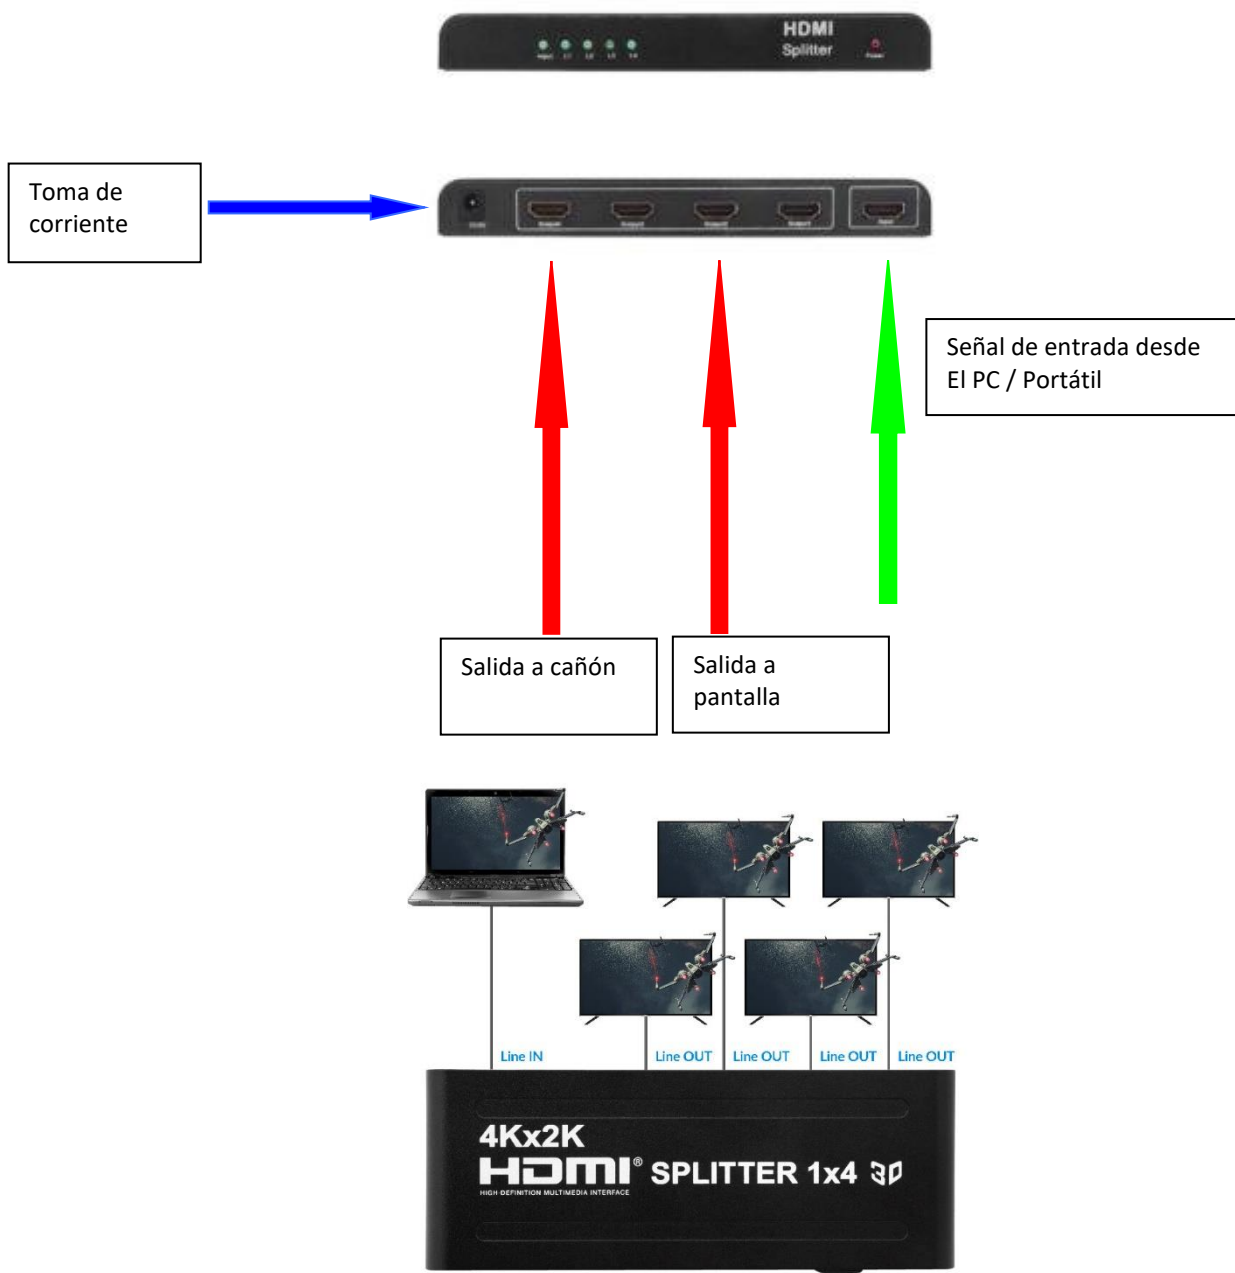 HDMI
Splitter
Power
Toma de
corriente
Señal de entrada desde
El PC / Portátil
Salida a cañón
Salida a
pantalla
Line IN
Line OUT
Line OUT
Line OUT
Line OUT
4Kx2K
HDMI® SPLITTER 1x4 3D
HIGH-DEFINITION MULTIMEDIA INTERFACE